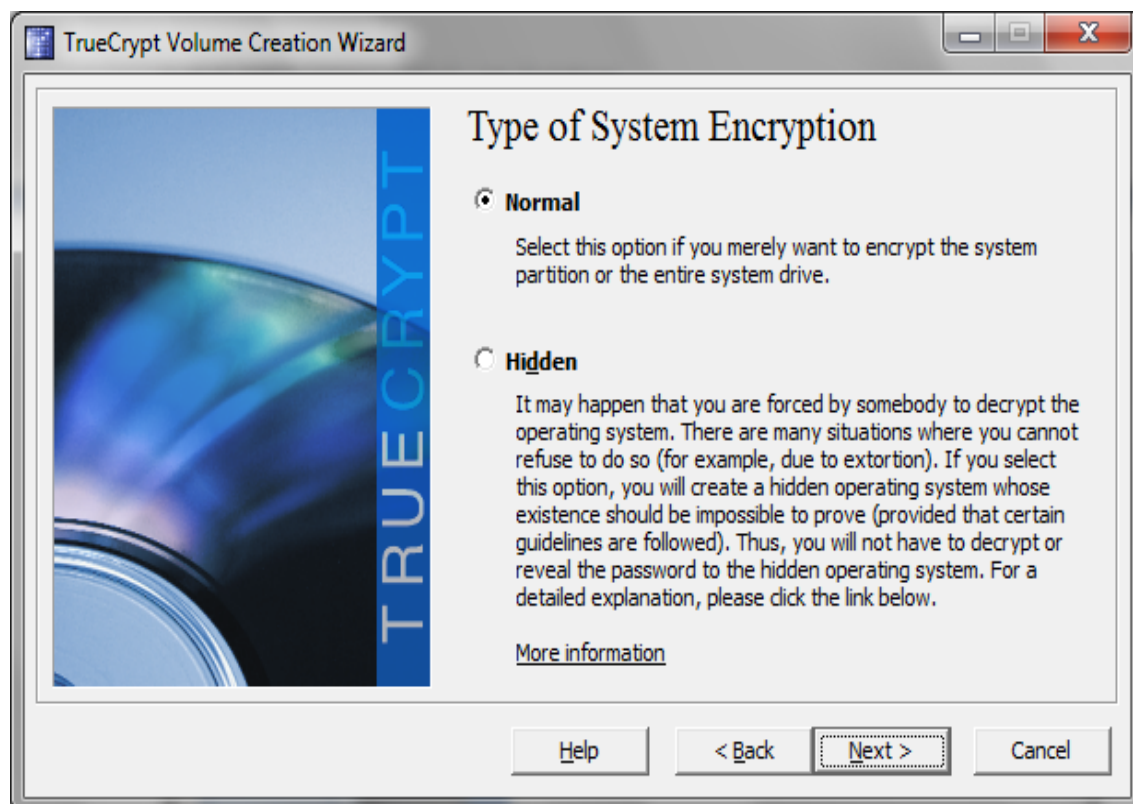 TrueCrypt Volume Creation Wizard
TRUECRYPT
Type of System Encryption
Normal
Select this option if you merely want to encrypt the system
partition or the entire system drive.
Hidden
It may happen that you are forced by somebody to decrypt the
operating system. There are many situations where you cannot
refuse to do so (for example, due to extortion). If you select
this option, you will create a hidden operating system whose
existence should be impossible to prove (provided that certain
guidelines are followed). Thus, you will not have to decrypt or
reveal the password to the hidden operating system. For a
detailed explanation, please click the link below.
More information
Help < Back Next > Cancel